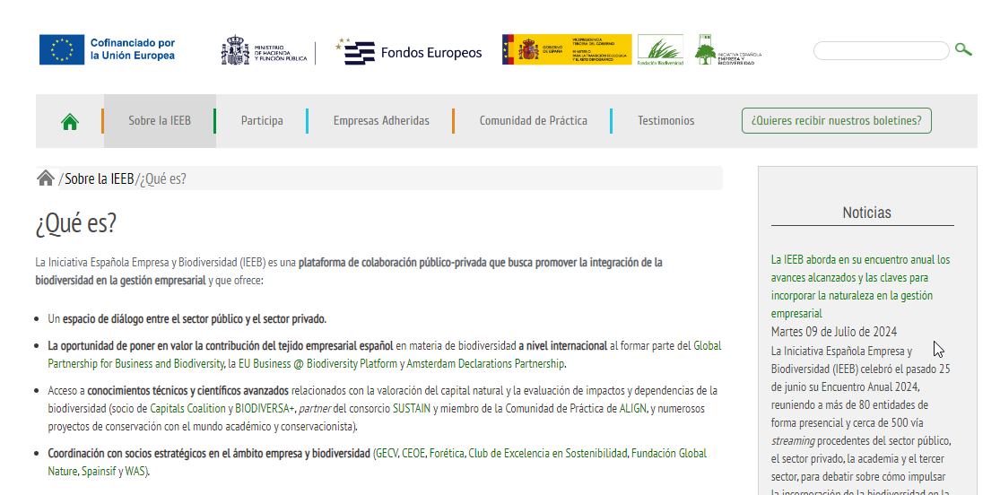 Cofinanciado por
la Unión Europea
MINISTERIO
DE HACIENDA
Y FUNCIÓN PÚBLICA
Fondos Europeos
GOBIERNO
DE ESPAÑA
VICEPRESIDENCIA
TERCERA DEL GOBIERNO
MINISTERIO
PARA LA TRANSICIÓN ECOLÓGICA
Y EL RETO DEMOGRÁFICO
Fundación Biodiversidad
IEEB
INICIATIVA ESPAÑOLA
EMPRESA Y
BIODIVERSIDAD
Sobre la IEEB
Participa
Empresas Adheridas
Comunidad de Práctica
Testimonios
¿Quieres recibir nuestros boletines?
/Sobre la IEEB/¿Qué es?
¿Qué es?
La Iniciativa Española Empresa y Biodiversidad (IEEB) es una plataforma de colaboración público-privada que busca promover la integración de la
biodiversidad en la gestión empresarial y que ofrece:
Un espacio de diálogo entre el sector público y el sector privado.
La oportunidad de poner en valor la contribución del tejido empresarial español en materia de biodiversidad a nivel internacional al formar parte del Global
Partnership for Business and Biodiversity, la EU Business @ Biodiversity Platform y Amsterdam Declarations Partnership.
Acceso a conocimientos técnicos y científicos avanzados relacionados con la valoración del capital natural y la evaluación de impactos y dependencias de la
biodiversidad (socio de Capitals Coalition y BIODIVERSA+, partner del consorcio SUSTAIN y miembro de la Comunidad de Práctica de ALIGN, y numerosos
proyectos de conservación con el mundo académico y conservacionista).
Coordinación con socios estratégicos en el ámbito empresa y biodiversidad (GECV, CEOE, Forética, Club de Excelencia en Sostenibilidad, Fundación Global
Nature, Spainsif y WAS).
Noticias
La IEEB aborda en su encuentro anual los
avances alcanzados y las claves para
incorporar la naturaleza en la gestión
empresarial
Martes 09 de Julio de 2024
La Iniciativa Española Empresa y
Biodiversidad (IEEB) celebró el pasado 25
de junio su Encuentro Anual 2024,
reuniendo a más de 80 entidades de
forma presencial y cerca de 500 vía
streaming procedentes del sector público,
el sector privado, la academia y el tercer
sector, para debatir sobre cómo impulsar
la incorporación de la biodiversidad en la